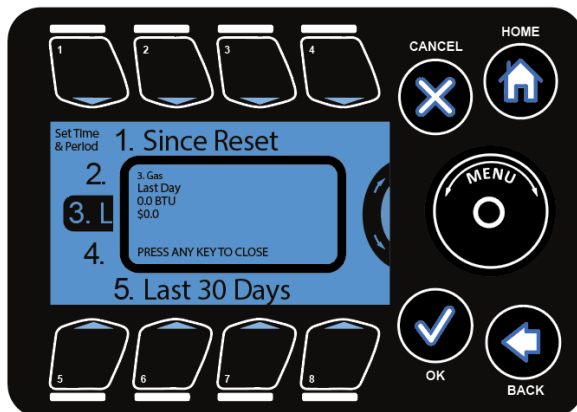 1
2
3
4
CANCEL
HOME
Set Time
& Period
1. Since Reset
2.
3. L
4.
3. Gas
Last Day
0.0 BTU
$0.0
PRESS ANY KEY TO CLOSE
5. Last 30 Days
MENU
5
6
7
8
OK
BACK